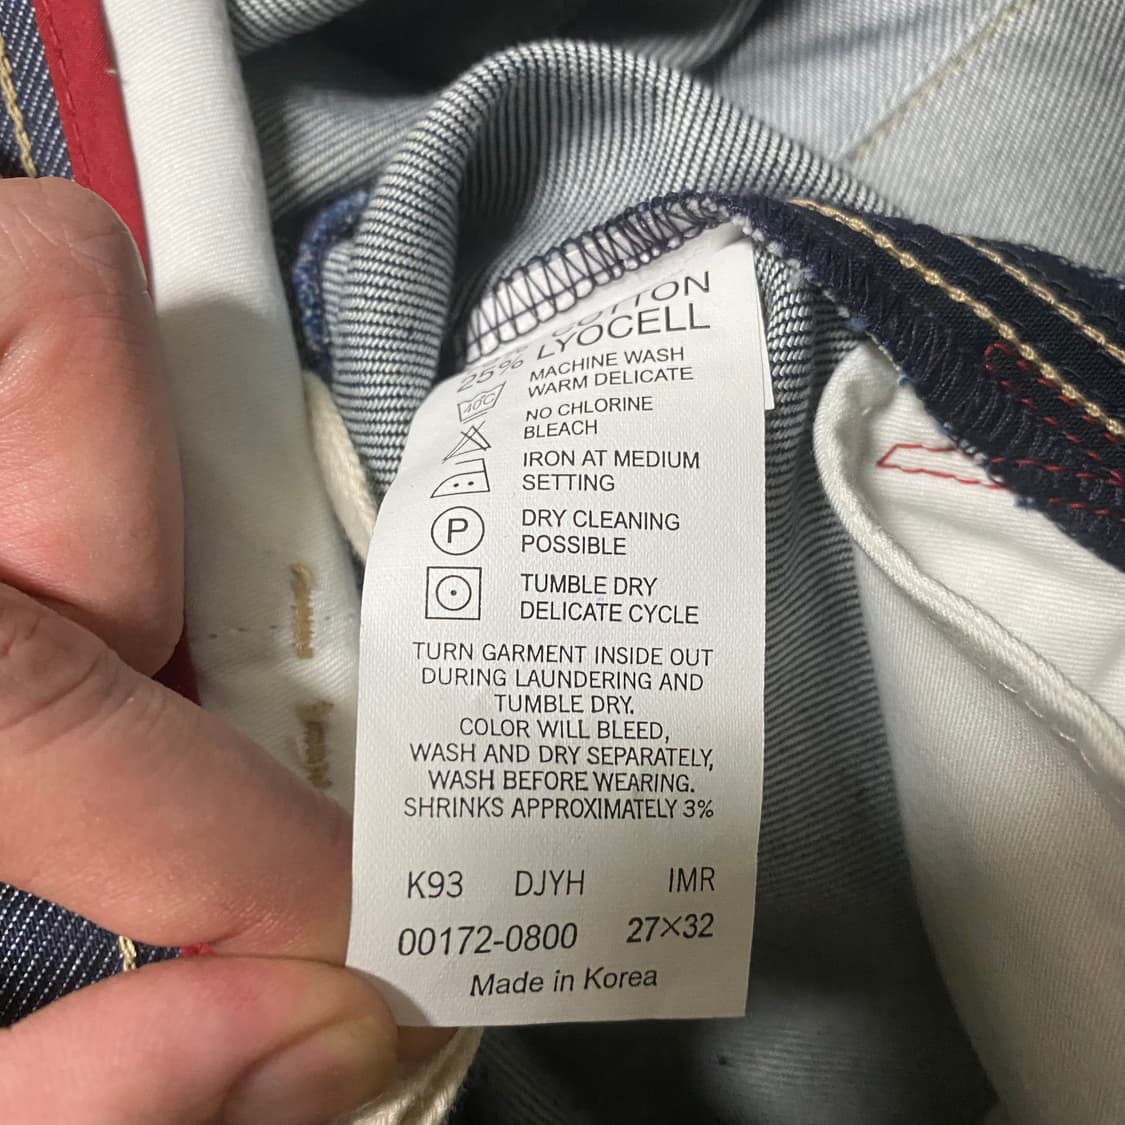 COTTON
25% LYOCELL
40C
MACHINE WASH
WARM DELICATE
NO CHLORINE
BLEACH
IRON AT MEDIUM
SETTING
P
DRY CLEANING
POSSIBLE
TUMBLE DRY
DELICATE CYCLE
TURN GARMENT INSIDE OUT
DURING LAUNDERING AND
TUMBLE DRY.
COLOR WILL BLEED,
WASH AND DRY SEPARATELY,
WASH BEFORE WEARING.
SHRINKS APPROXIMATELY 3%
K93 DJYH IMR
00172-0800 27×32
Made in Korea